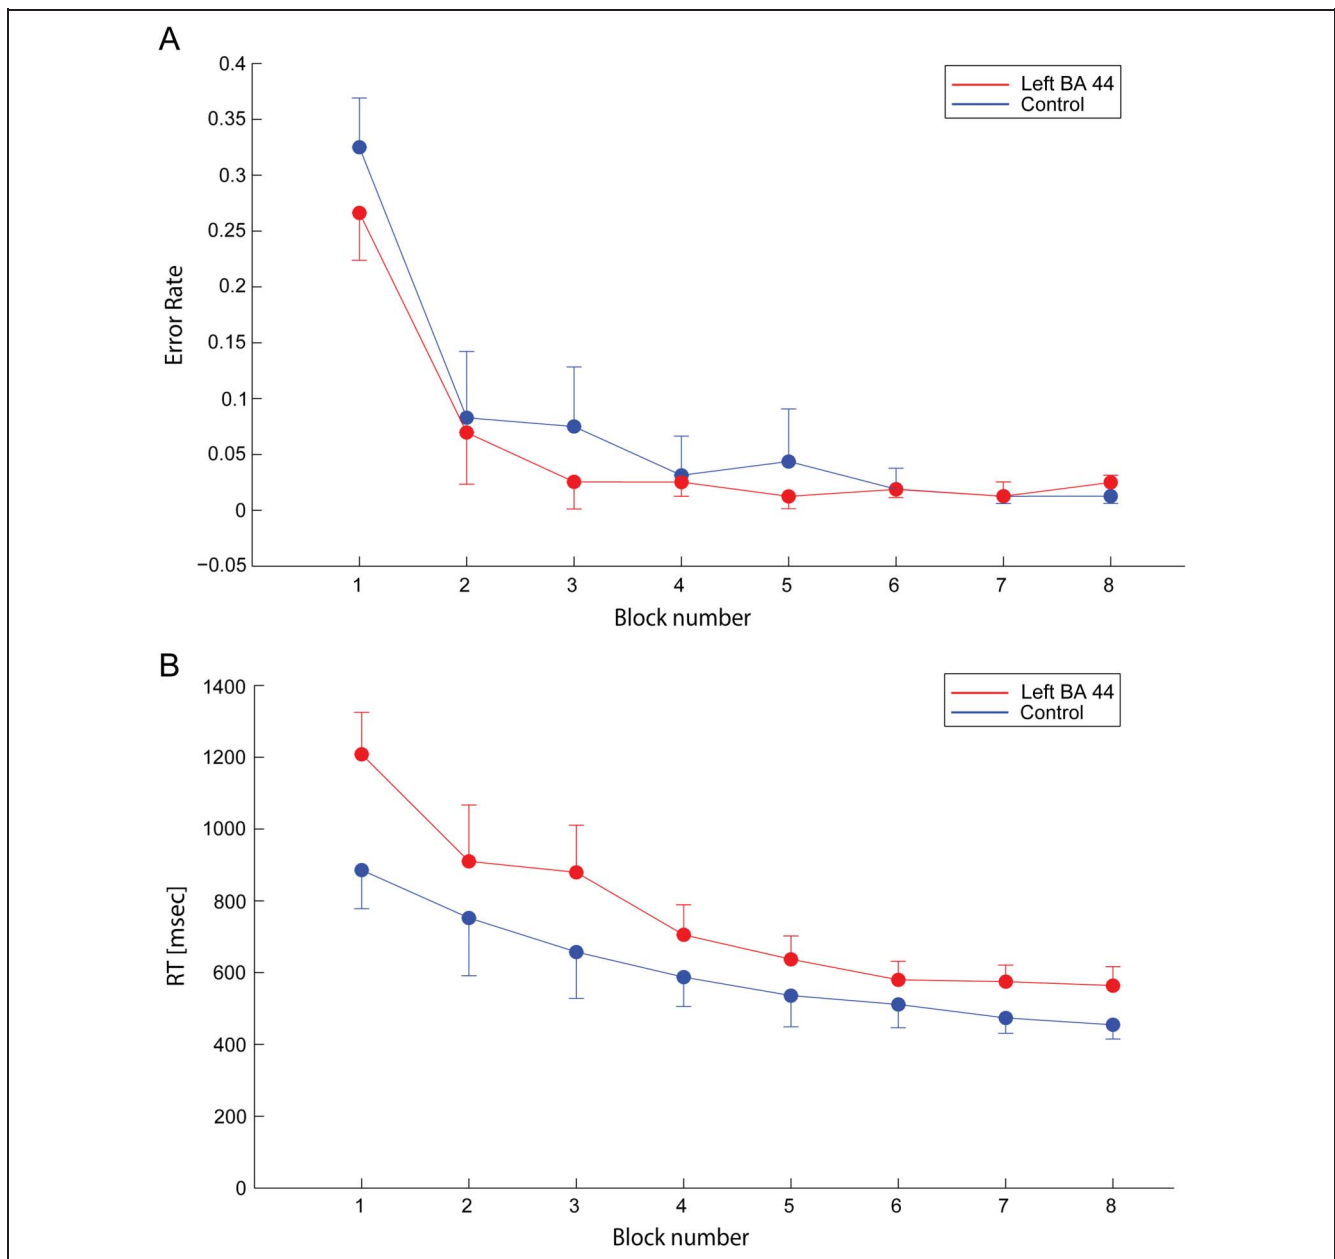 A
0.4
0.35
0.3
0.25
0.2
0.15
0.1
0.05
0
−0.05
Error Rate
Left BA 44
Control
1 2 3 4 5 6 7 8
Block number
B
1400
1200
1000
800
600
400
200
0
RT [msec]
Left BA 44
Control
1 2 3 4 5 6 7 8
Block number